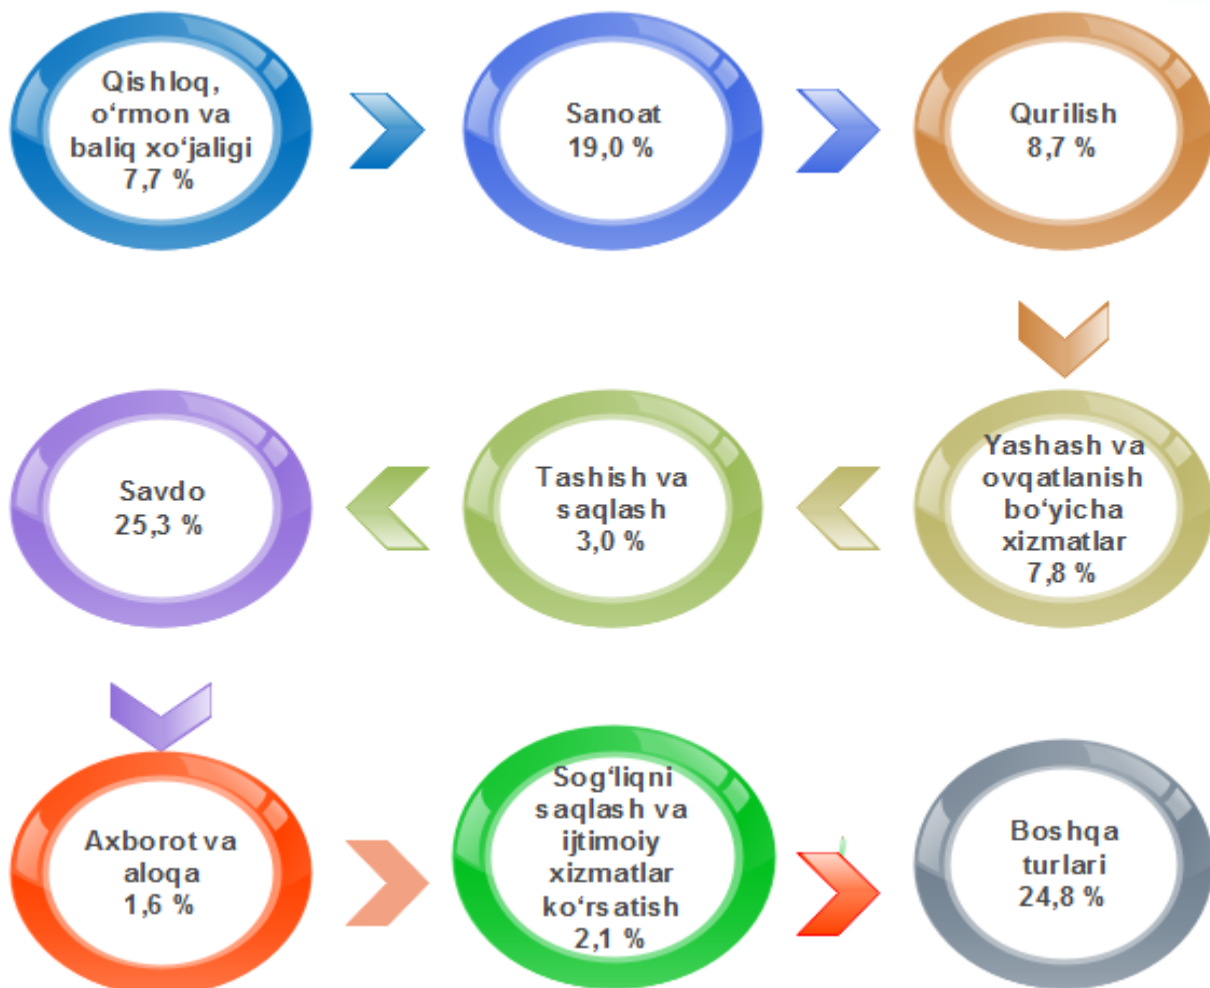 Qishloq,
o‘rmon va
baliq xo‘jaligi
7,7 %
Sanoat
19,0 %
Qurilish
8,7 %
Savdo
25,3 %
Tashish va
saqlash
3,0 %
Yashash va
ovqatlanish
bo‘yicha
xizmatlar
7,8 %
Axborot va
aloqa
1,6 %
Sog‘liqni
saqlash va
ijtimoiy
xizmatlar
ko‘rsatish
2,1 %
Boshqa
turlari
24,8 %